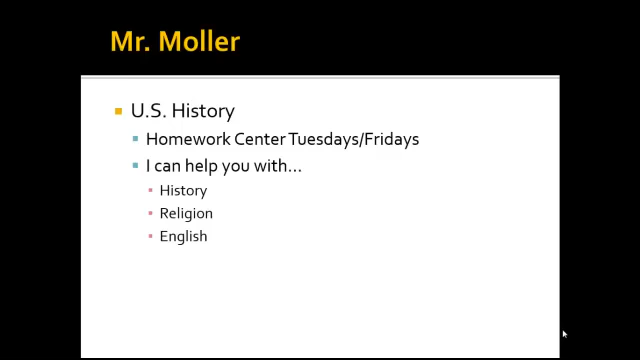 Mr. Moller
U.S. History
Homework Center Tuesdays/Fridays
I can help you with...
History
Religion
English